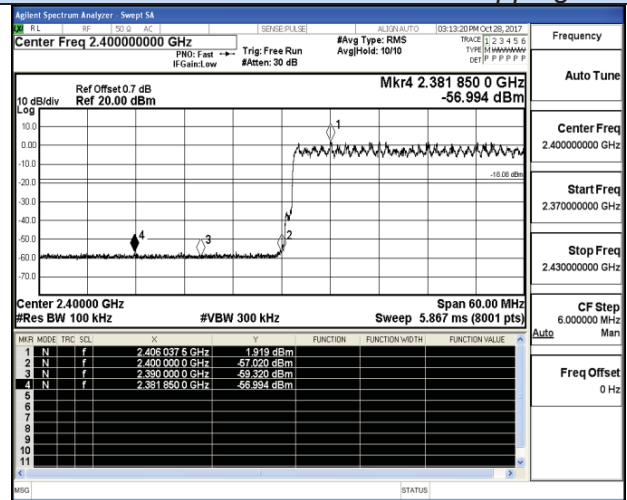 Agilent Spectrum Analyzer - Swept SA
RL RF 50 Ω AC SENSE:PULSE ALIGN AUTO 03:13:20 PM Oct 28, 2017
Center Freq 2.400000000 GHz
PNO: Fast
IFGain:Low
Trig: Free Run
#Atten: 30 dB
#Avg Type: RMS
Avg|Hold: 10/10
TRACE 1 2 3 4 5 6
TYPE M
DET P P P P P P
Ref Offset 0.7 dB
Ref 20.00 dBm
10 dB/div
Log
Mkr4 2.381 850 0 GHz
-56.994 dBm
10.0
0.00
-10.0
-20.0
-30.0
-40.0
-50.0
-60.0
-70.0
1
2
3
4
Center 2.40000 GHz
Span 60.00 MHz
#Res BW 100 kHz
#VBW 300 kHz
Sweep 5.867 ms (8001 pts)
MKR MODE TRC SCL X Y FUNCTION FUNCTION WIDTH FUNCTION VALUE
1 N f 2.406 037 5 GHz 1.919 dBm
2 N f 2.400 000 0 GHz -57.020 dBm
3 N f 2.390 000 0 GHz -59.320 dBm
4 N f 2.381 850 0 GHz -56.994 dBm
5
6
7
8
9
10
11
MSG STATUS
Frequency
Auto Tune
Center Freq
2.400000000 GHz
Start Freq
2.370000000 GHz
Stop Freq
2.430000000 GHz
CF Step
6.000000 MHz
Auto Man
Freq Offset
0 Hz